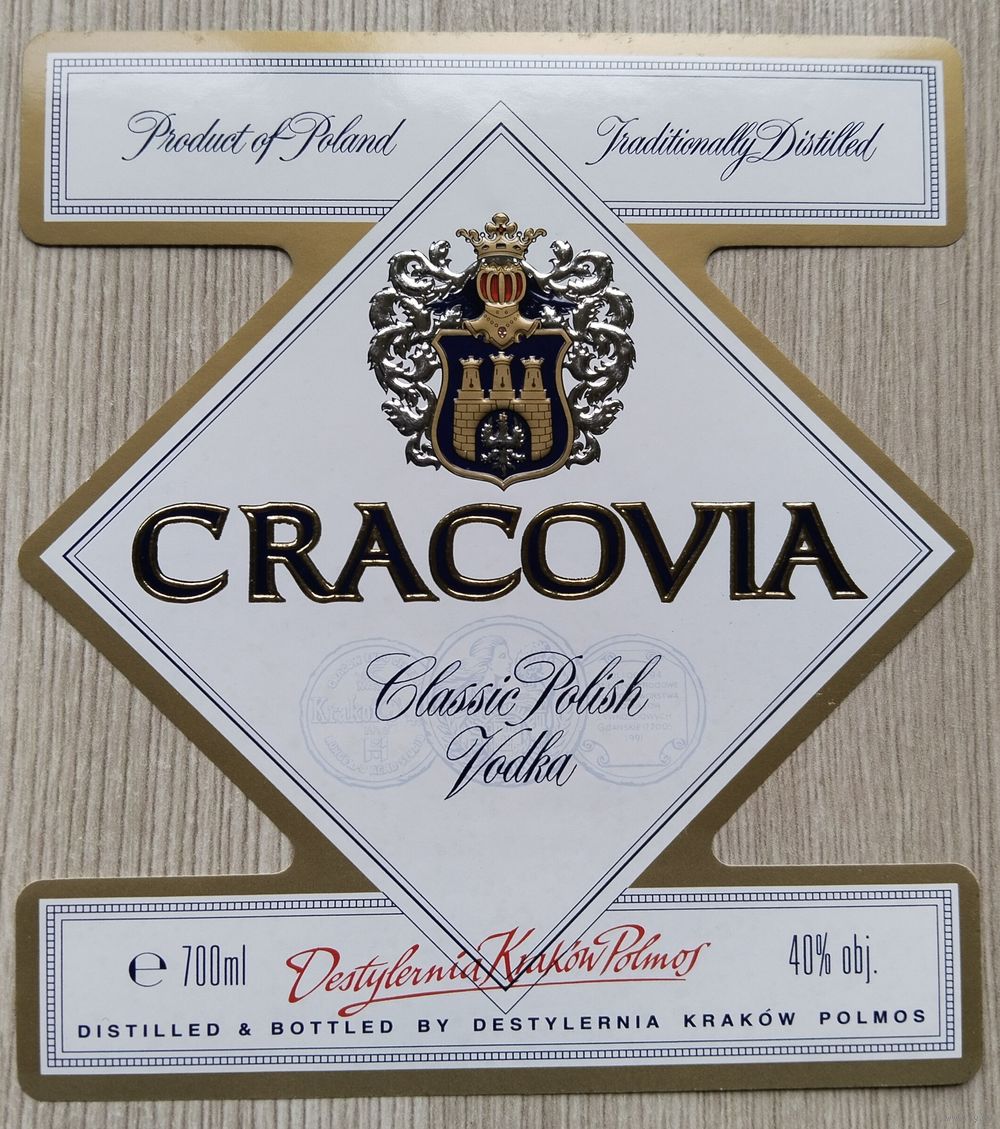 Product of Poland
Traditionally Distilled
CRACOVIA
Classic Polish
Vodka
℮ 700ml
Destylernia Kraków Polmos
40% obj.
DISTILLED & BOTTLED BY DESTYLERNIA KRAKÓW POLMOS